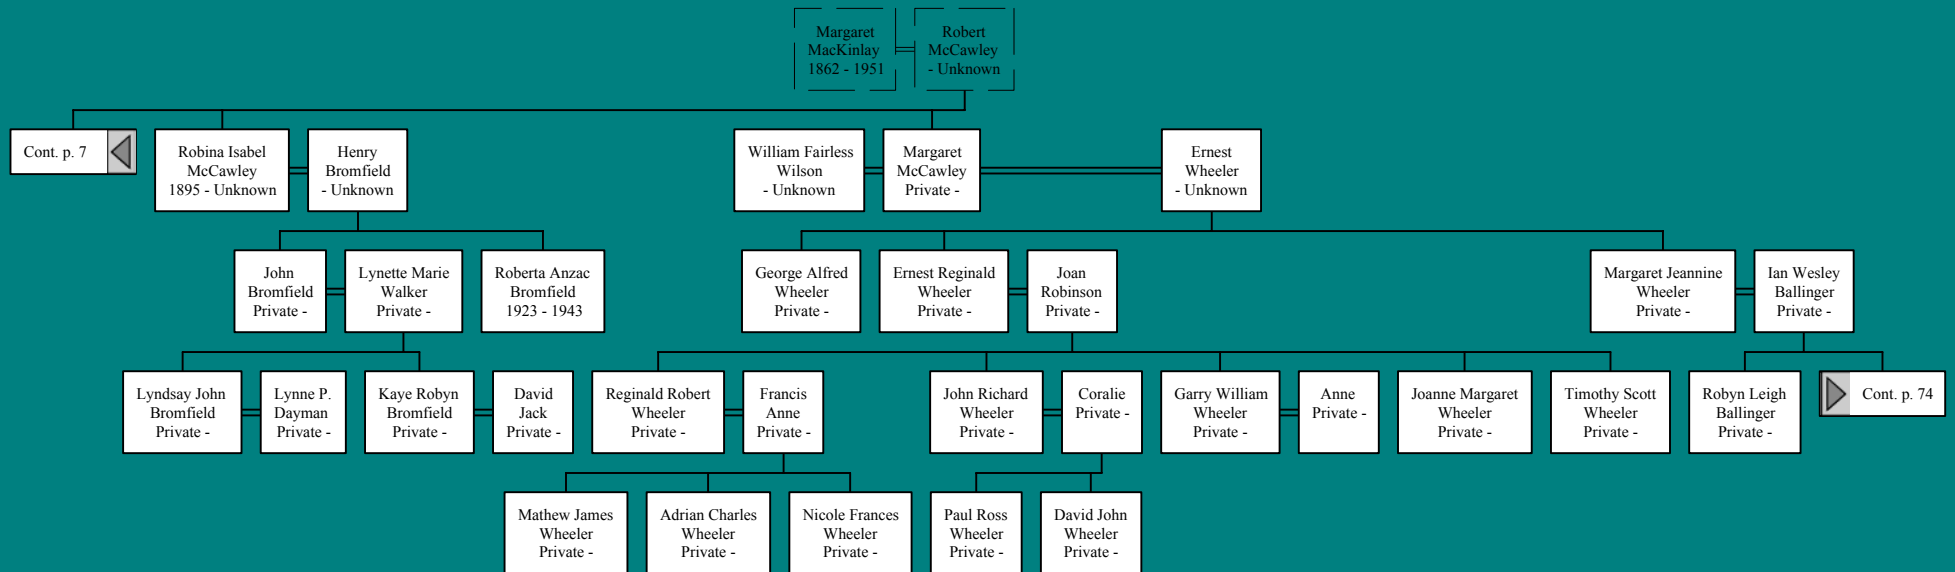 Margaret
MacKinlay
1862 - 1951
Robert
McCawley
- Unknown
Cont. p. 7
Robina Isabel
McCawley
1895 - Unknown
Henry
Bromfield
- Unknown
William Fairless
Wilson
- Unknown
Margaret
McCawley
Private -
Ernest
Wheeler
- Unknown
John
Bromfield
Private -
Lynette Marie
Walker
Private -
Roberta Anzac
Bromfield
1923 - 1943
George Alfred
Wheeler
Private -
Ernest Reginald
Wheeler
Private -
Joan
Robinson
Private -
Margaret Jeannine
Wheeler
Private -
Ian Wesley
Ballinger
Private -
Lyndsay John
Bromfield
Private -
Lynne P.
Dayman
Private -
Kaye Robyn
Bromfield
Private -
David
Jack
Private -
Reginald Robert
Wheeler
Private -
Francis
Anne
Private -
John Richard
Wheeler
Private -
Coralie
Private -
Garry William
Wheeler
Private -
Anne
Private -
Joanne Margaret
Wheeler
Private -
Timothy Scott
Wheeler
Private -
Robyn Leigh
Ballinger
Private -
Cont. p. 74
Mathew James
Wheeler
Private -
Adrian Charles
Wheeler
Private -
Nicole Frances
Wheeler
Private -
Paul Ross
Wheeler
Private -
David John
Wheeler
Private -